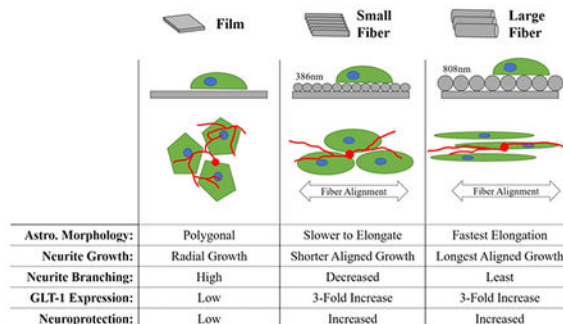 Film
Small
Fiber
Large
Fiber
386nm
808nm
Fiber Alignment
Fiber Alignment
Astro. Morphology: Polygonal Slower to Elongate Fastest Elongation
Neurite Growth: Radial Growth Shorter Aligned Growth Longest Aligned Growth
Neurite Branching: High Decreased Least
GLT-1 Expression: Low 3-Fold Increase 3-Fold Increase
Neuroprotection: Low Increased Increased